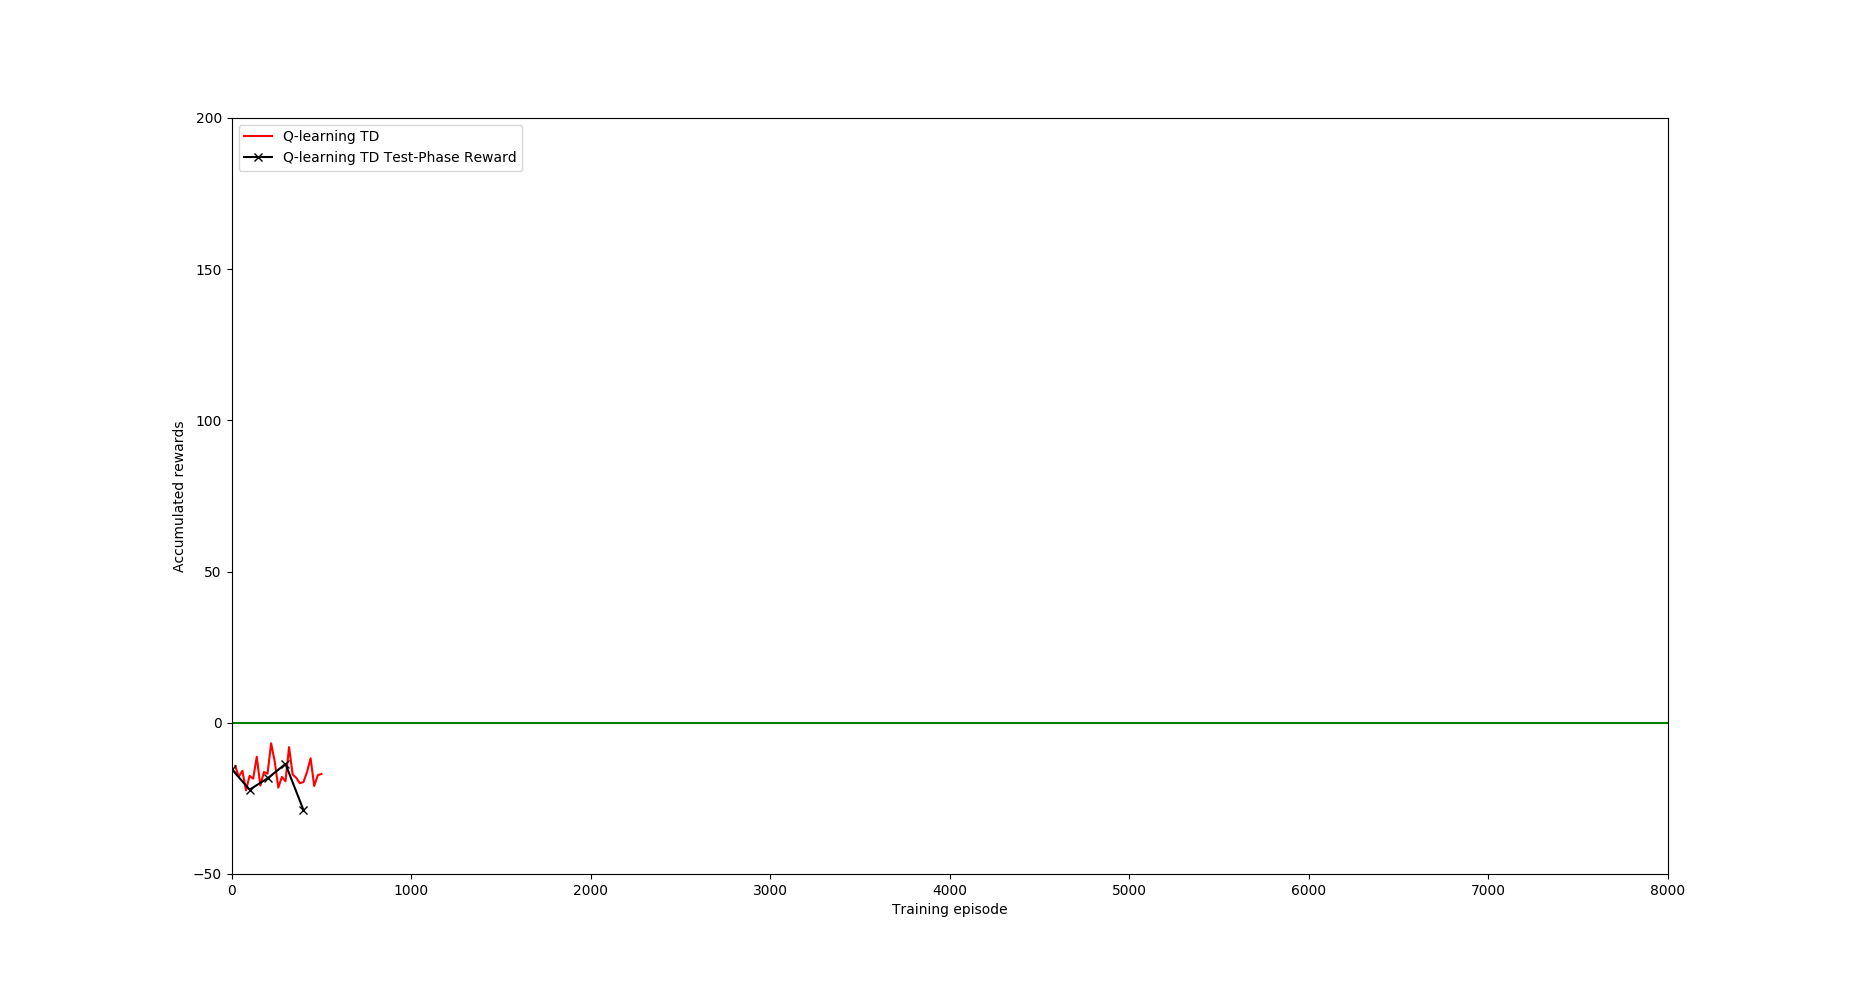 200
Q-learning TD
Q-learning TD Test-Phase Reward
150
100
Accumulated rewards
50
0
−50
0 1000 2000 3000 4000 5000 6000 7000 8000
Training episode